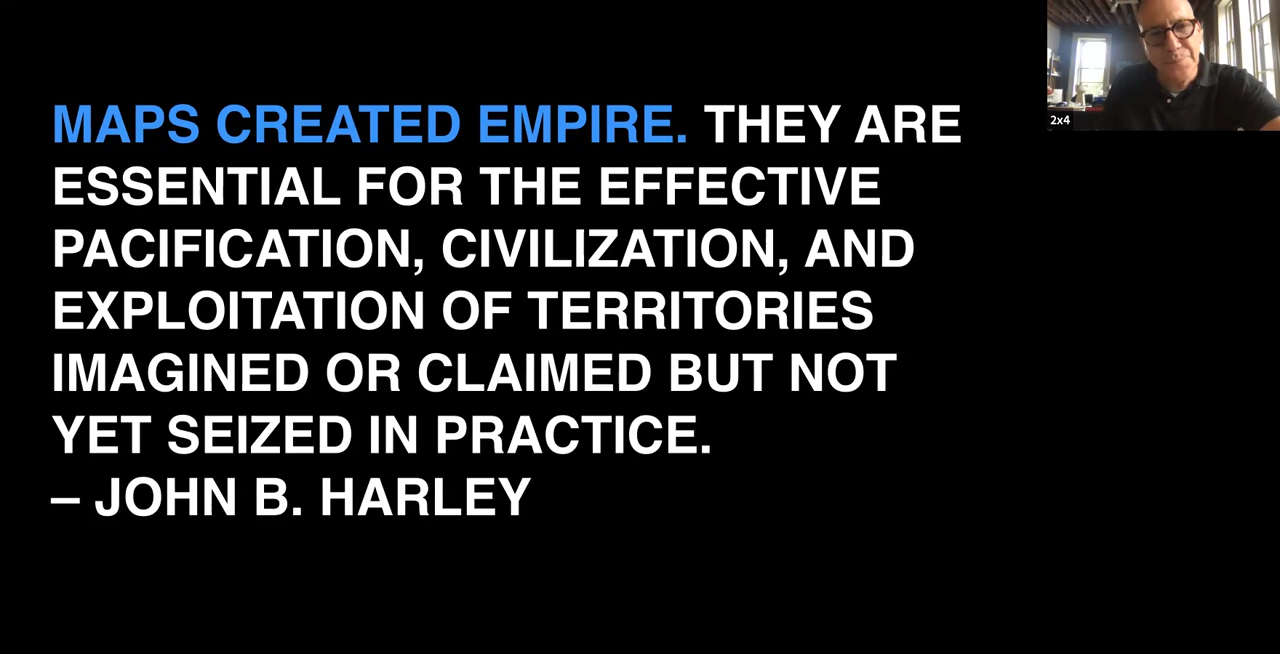 MAPS CREATED EMPIRE. THEY ARE
ESSENTIAL FOR THE EFFECTIVE
PACIFICATION, CIVILIZATION, AND
EXPLOITATION OF TERRITORIES
IMAGINED OR CLAIMED BUT NOT
YET SEIZED IN PRACTICE.
– JOHN B. HARLEY
2x4